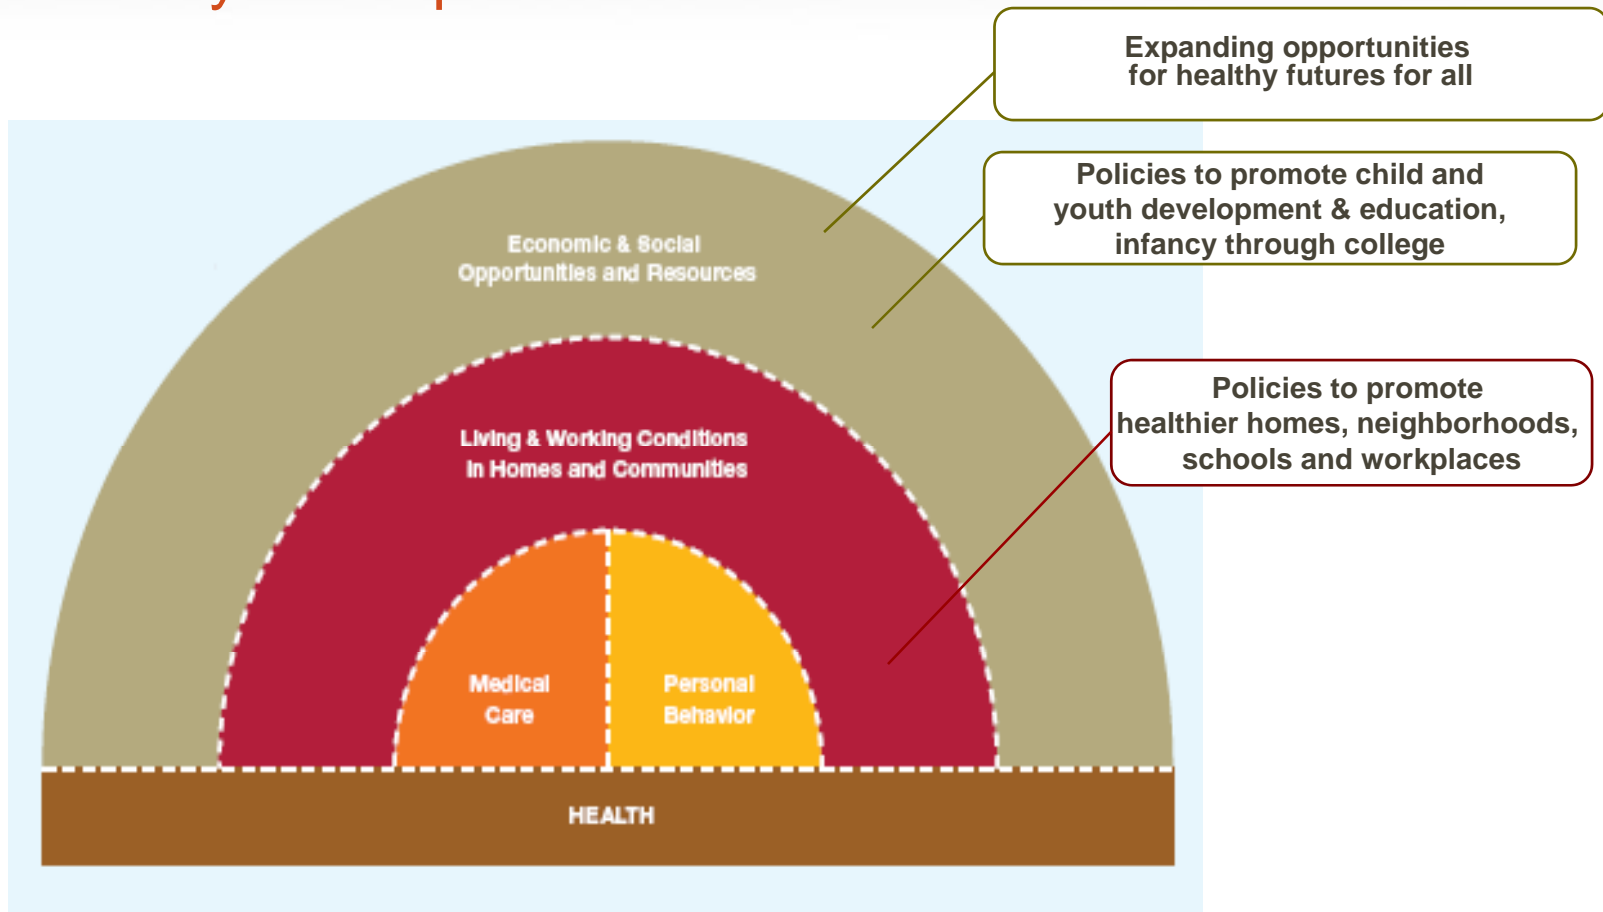 Expanding opportunities
for healthy futures for all
Policies to promote child and
youth development & education,
infancy through college
Economic & Social
Opportunities and Resources
Policies to promote
healthier homes, neighborhoods,
schools and workplaces
Living & Working Conditions
in Homes and Communities
Medical
Care
Personal
Behavior
HEALTH